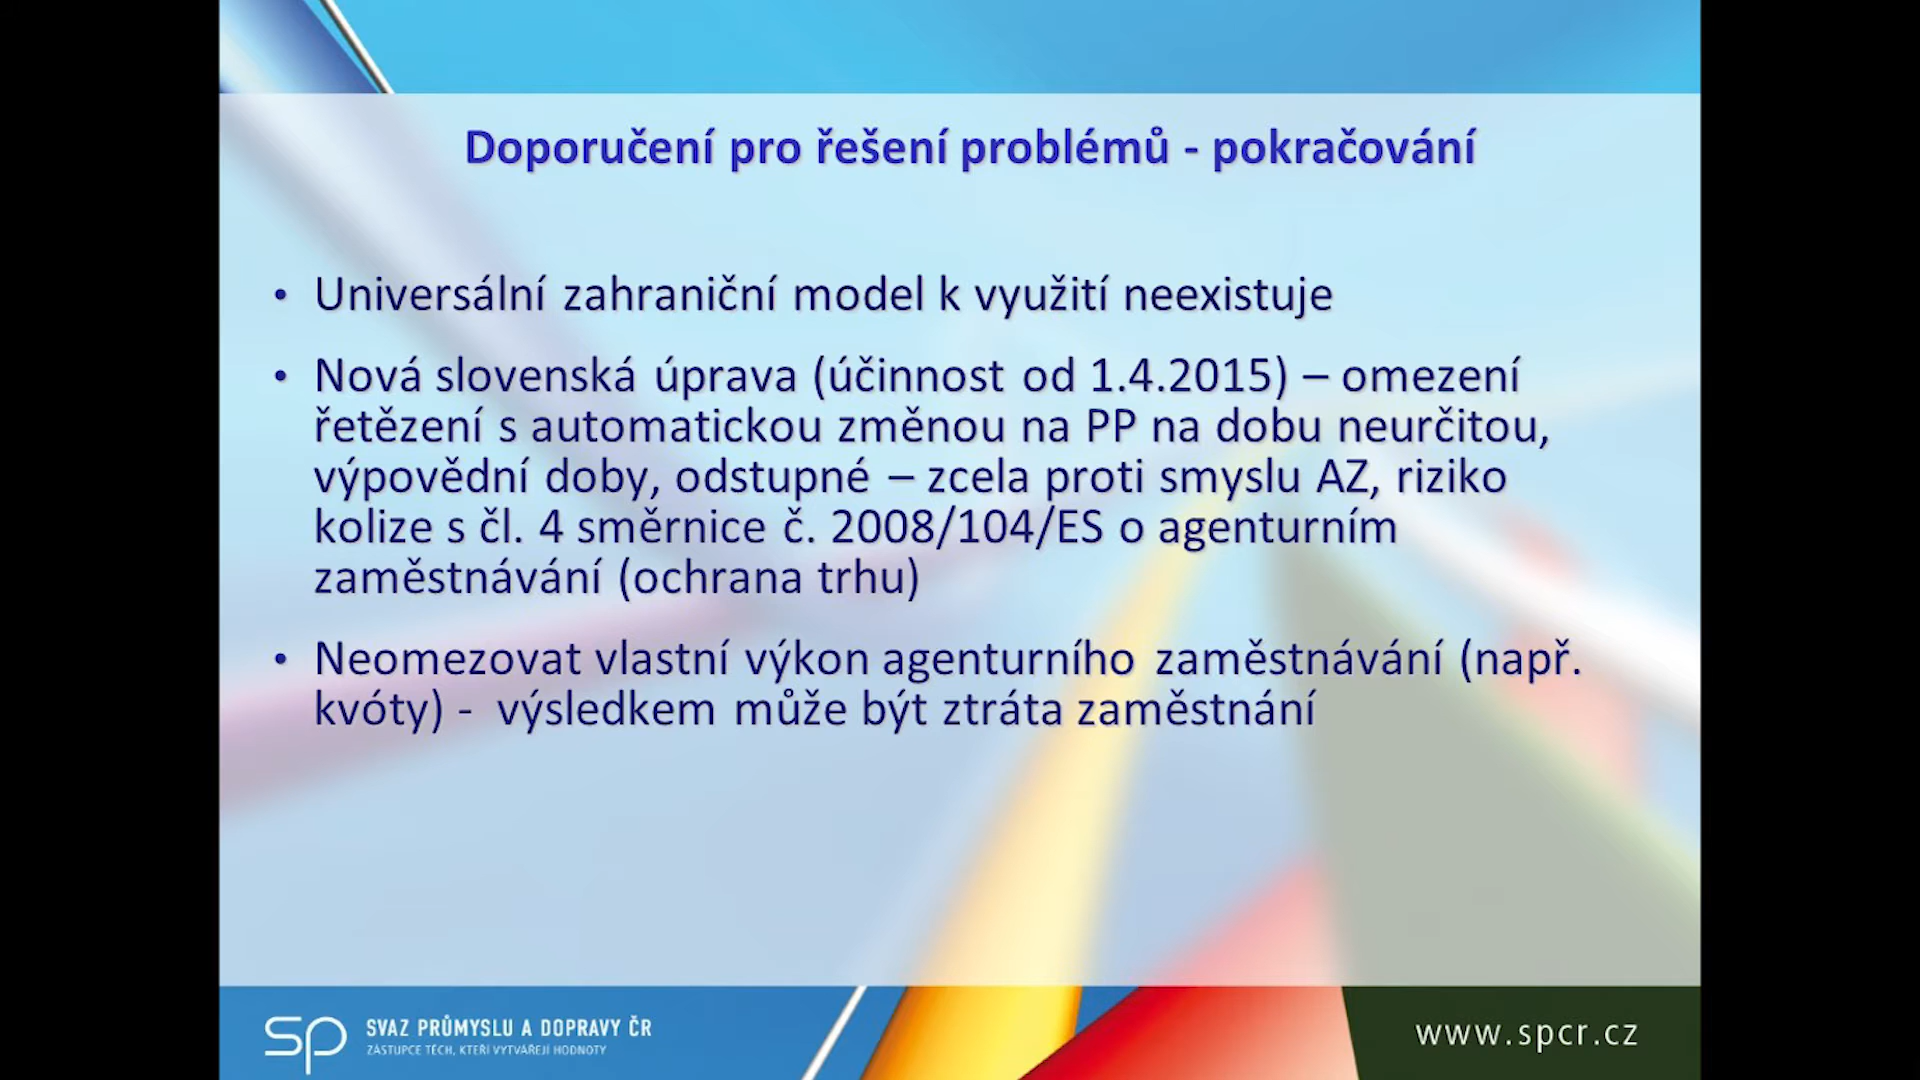 Doporučení pro řešení problémů - pokračování
• Universální zahraniční model k využití neexistuje
• Nová slovenská úprava (účinnost od 1.4.2015) – omezení
řetězení s automatickou změnou na PP na dobu neurčitou,
výpovědní doby, odstupné – zcela proti smyslu AZ, riziko
kolize s čl. 4 směrnice č. 2008/104/ES o agenturním
zaměstnávání (ochrana trhu)
• Neomezovat vlastní výkon agenturního zaměstnávání (např.
kvóty) - výsledkem může být ztráta zaměstnání
SP SVAZ PRŮMYSLU A DOPRAVY ČR
ZÁSTUPCE TĚCH, KTEŘÍ VYTVÁŘEJÍ HODNOTY
www.spcr.cz